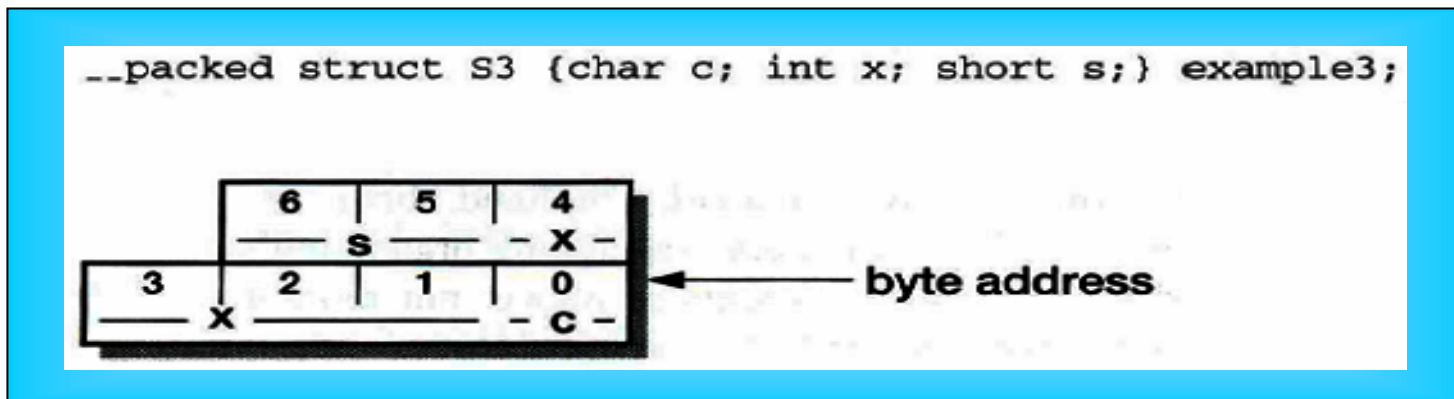 __packed struct S3 {char c; int x; short s;} example3;
6 5 4
s x
3 2 1 0 byte address
x c